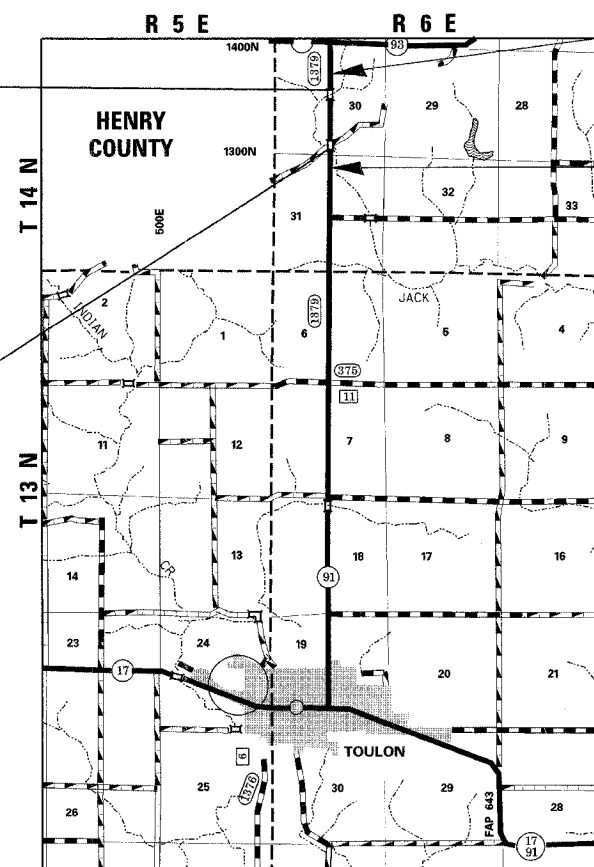 R 5 E R 6 E
1400N 93
1379
30 29 28
HENRY
COUNTY
1300N
T 14 N
32
33
31
500E
2
INDIAN
1379
JACK
1 6 5 4
375
11
11 12 7 8 9
T 13 N
13 18 17 16
CR
14
91
23 24 19
17 20 21
TOULON
6
25 1376 30 29
26 28
FAP 643
17
91